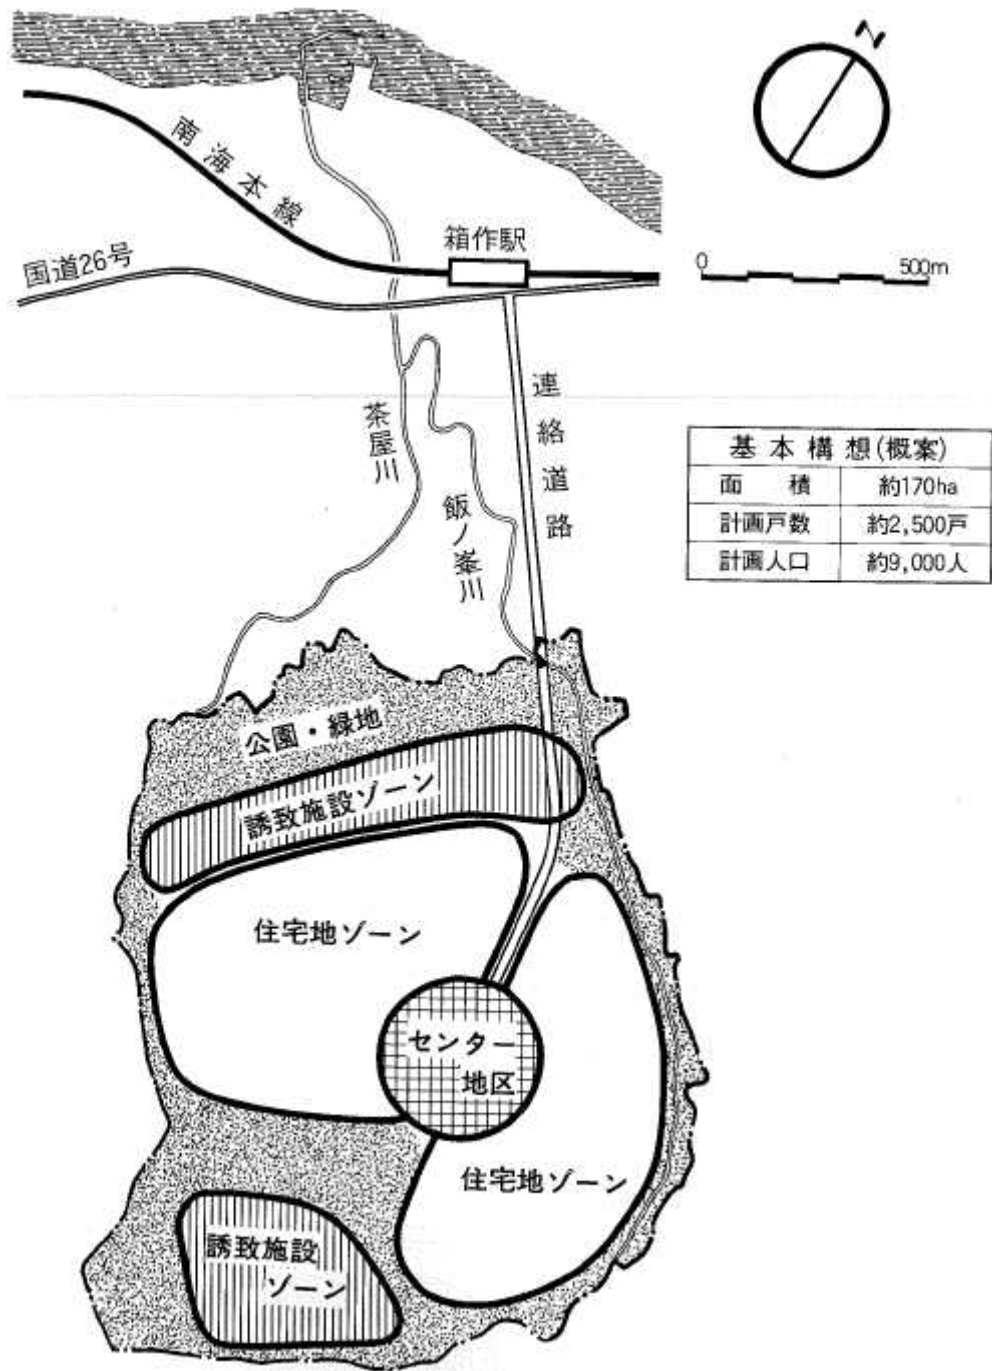 N
南海本線
箱作駅
国道26号
0 500m
連絡道路
茶屋川
飯ノ峯川
基本構想(概案)
面積 約170ha
計画戸数 約2,500戸
計画人口 約9,000人
公園・緑地
誘致施設ゾーン
住宅地ゾーン
センター
地区
住宅地ゾーン
誘致施設
ゾーン